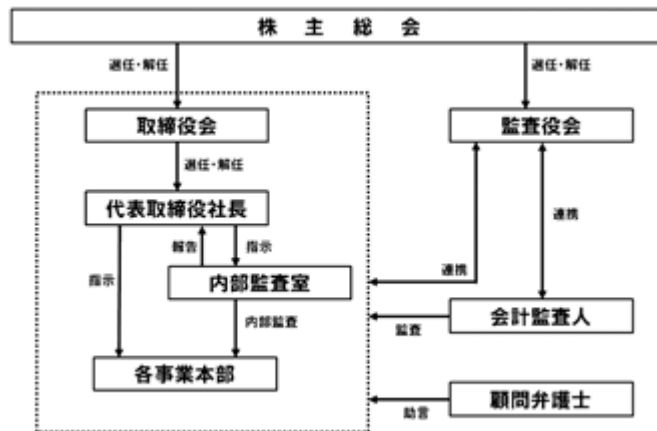 株主総会
選任・解任
選任・解任
取締役会
監査役会
選任・解任
代表取締役社長
報告
指示
連携
指示
内部監査室
連携
会計監査人
内部監査
監査
各事業本部
顧問弁護士
助言